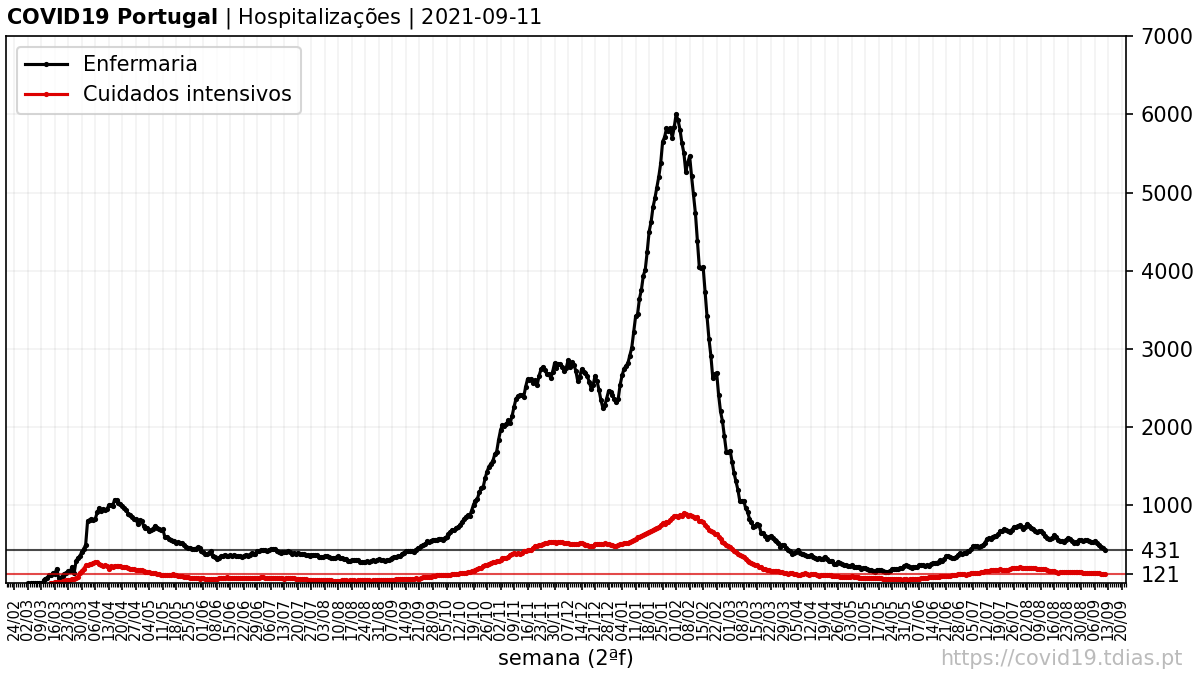 COVID19 Portugal | Hospitalizações | 2021-09-11
Enfermaria
Cuidados intensivos
7000
6000
5000
4000
3000
2000
1000
431
121
24/02 02/03 09/03 16/03 23/03 30/03 06/04 13/04 20/04 27/04 04/05 11/05 18/05 25/05 01/06 08/06 15/06 22/06 29/06 06/07 13/07 20/07 27/07 03/08 10/08 17/08 24/08 31/08 07/09 14/09 21/09 28/09 05/10 12/10 19/10 26/10 02/11 09/11 16/11 23/11 30/11 07/12 14/12 21/12 28/12 04/01 11/01 18/01 25/01 01/02 08/02 15/02 22/02 01/03 08/03 15/03 22/03 29/03 05/04 12/04 19/04 26/04 03/05 10/05 17/05 24/05 31/05 07/06 14/06 21/06 28/06 05/07 12/07 19/07 26/07 02/08 09/08 16/08 23/08 30/08 06/09 13/09 20/09
semana (2ªf)
https://covid19.tdias.pt